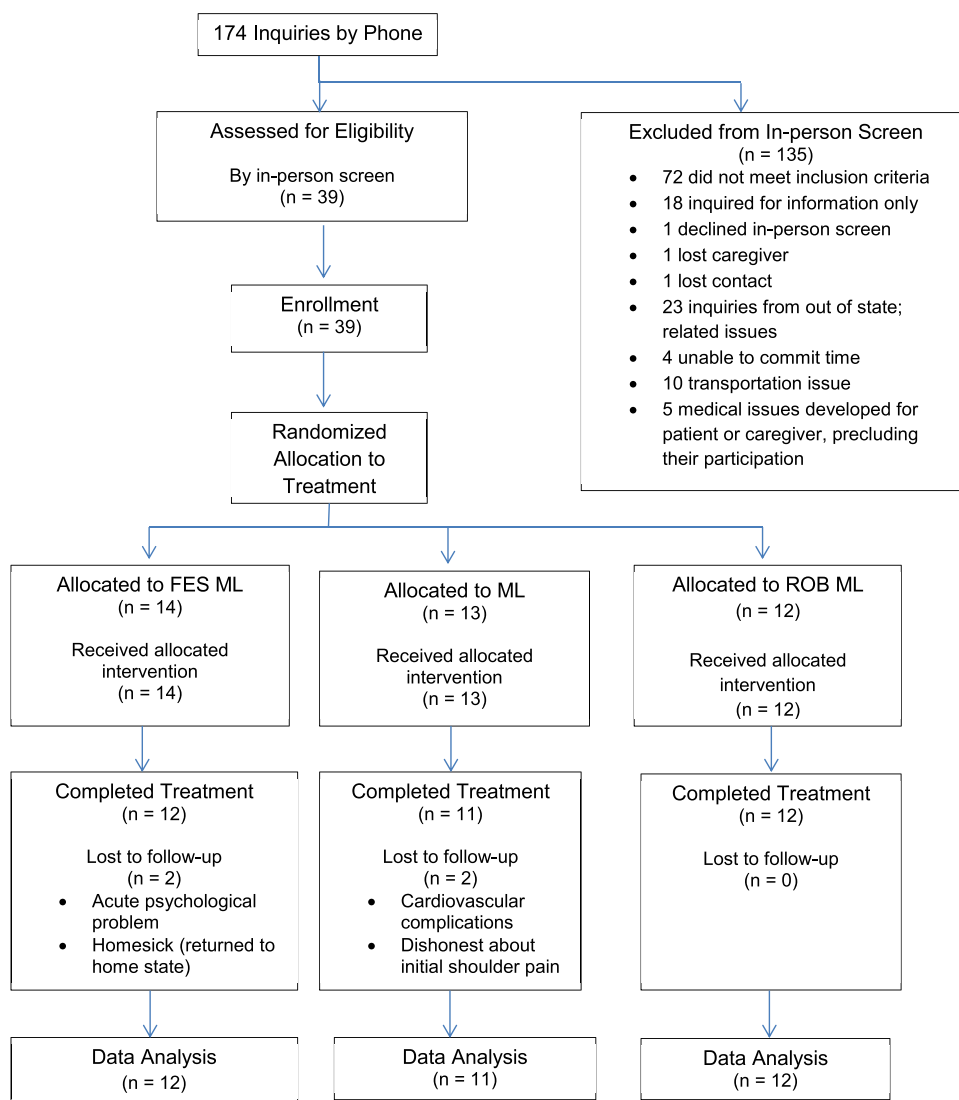 174 Inquiries by Phone
Assessed for Eligibility
By in-person screen
(n = 39)
Excluded from In-person Screen
(n = 135)
• 72 did not meet inclusion criteria
• 18 inquired for information only
• 1 declined in-person screen
• 1 lost caregiver
• 1 lost contact
• 23 inquiries from out of state;
related issues
• 4 unable to commit time
• 10 transportation issue
• 5 medical issues developed for
patient or caregiver, precluding
their participation
Enrollment
(n = 39)
Randomized
Allocation to
Treatment
Allocated to FES ML
(n = 14)
Received allocated
intervention
(n = 14)
Allocated to ML
(n = 13)
Received allocated
intervention
(n = 13)
Allocated to ROB ML
(n = 12)
Received allocated
intervention
(n = 12)
Completed Treatment
(n = 12)
Lost to follow-up
(n = 2)
• Acute psychological
problem
• Homesick (returned to
home state)
Completed Treatment
(n = 11)
Lost to follow-up
(n = 2)
• Cardiovascular
complications
• Dishonest about
initial shoulder pain
Completed Treatment
(n = 12)
Lost to follow-up
(n = 0)
Data Analysis
(n = 12)
Data Analysis
(n = 11)
Data Analysis
(n = 12)